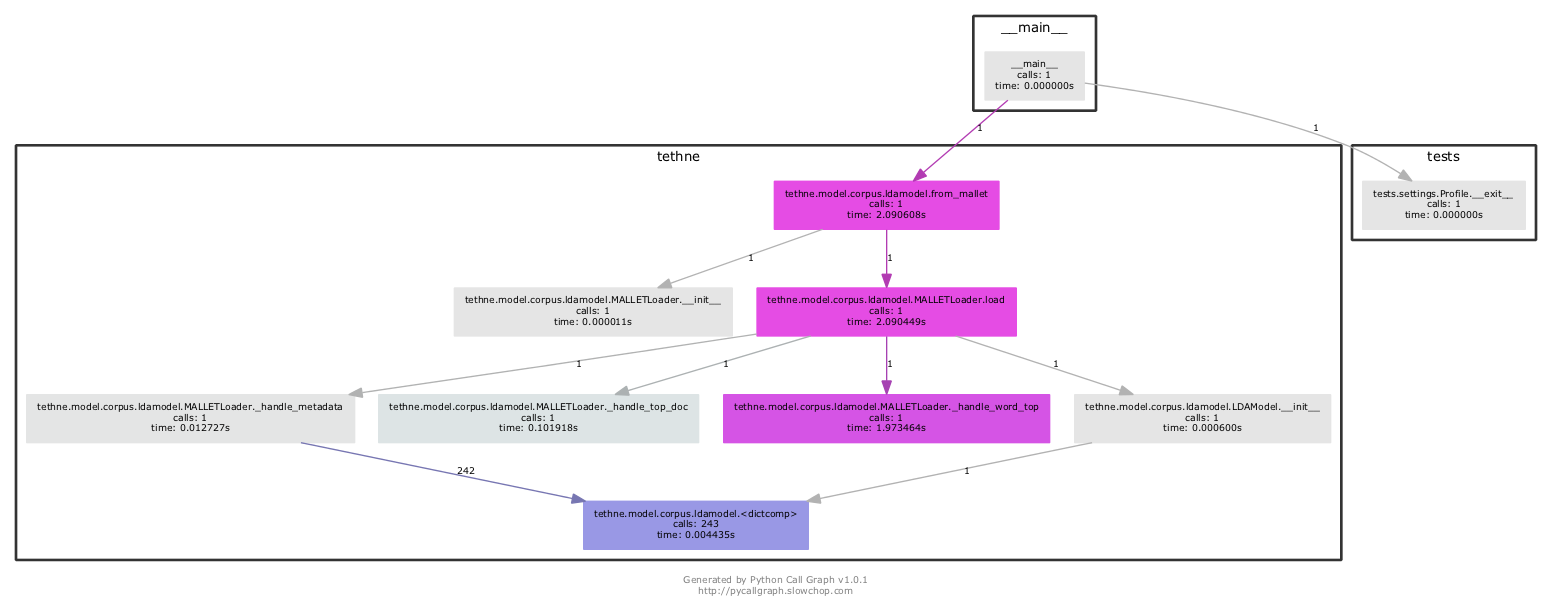 __main__
__main__
calls: 1
time: 0.000000s
1
1
tethne
tests
tethne.model.corpus.ldamodel.from_mallet
calls: 1
time: 2.090608s
tests.settings.Profile.__exit__
calls: 1
time: 0.000000s
1
1
tethne.model.corpus.ldamodel.MALLETLoader.__init__
calls: 1
time: 0.000011s
tethne.model.corpus.ldamodel.MALLETLoader.load
calls: 1
time: 2.090449s
1
1
1
1
tethne.model.corpus.ldamodel.MALLETLoader._handle_metadata
calls: 1
time: 0.012727s
tethne.model.corpus.ldamodel.MALLETLoader._handle_top_doc
calls: 1
time: 0.101918s
tethne.model.corpus.ldamodel.MALLETLoader._handle_word_top
calls: 1
time: 1.973464s
tethne.model.corpus.ldamodel.LDAModel.__init__
calls: 1
time: 0.000600s
242
1
tethne.model.corpus.ldamodel.<dictcomp>
calls: 243
time: 0.004435s
Generated by Python Call Graph v1.0.1
http://pycallgraph.slowchop.com